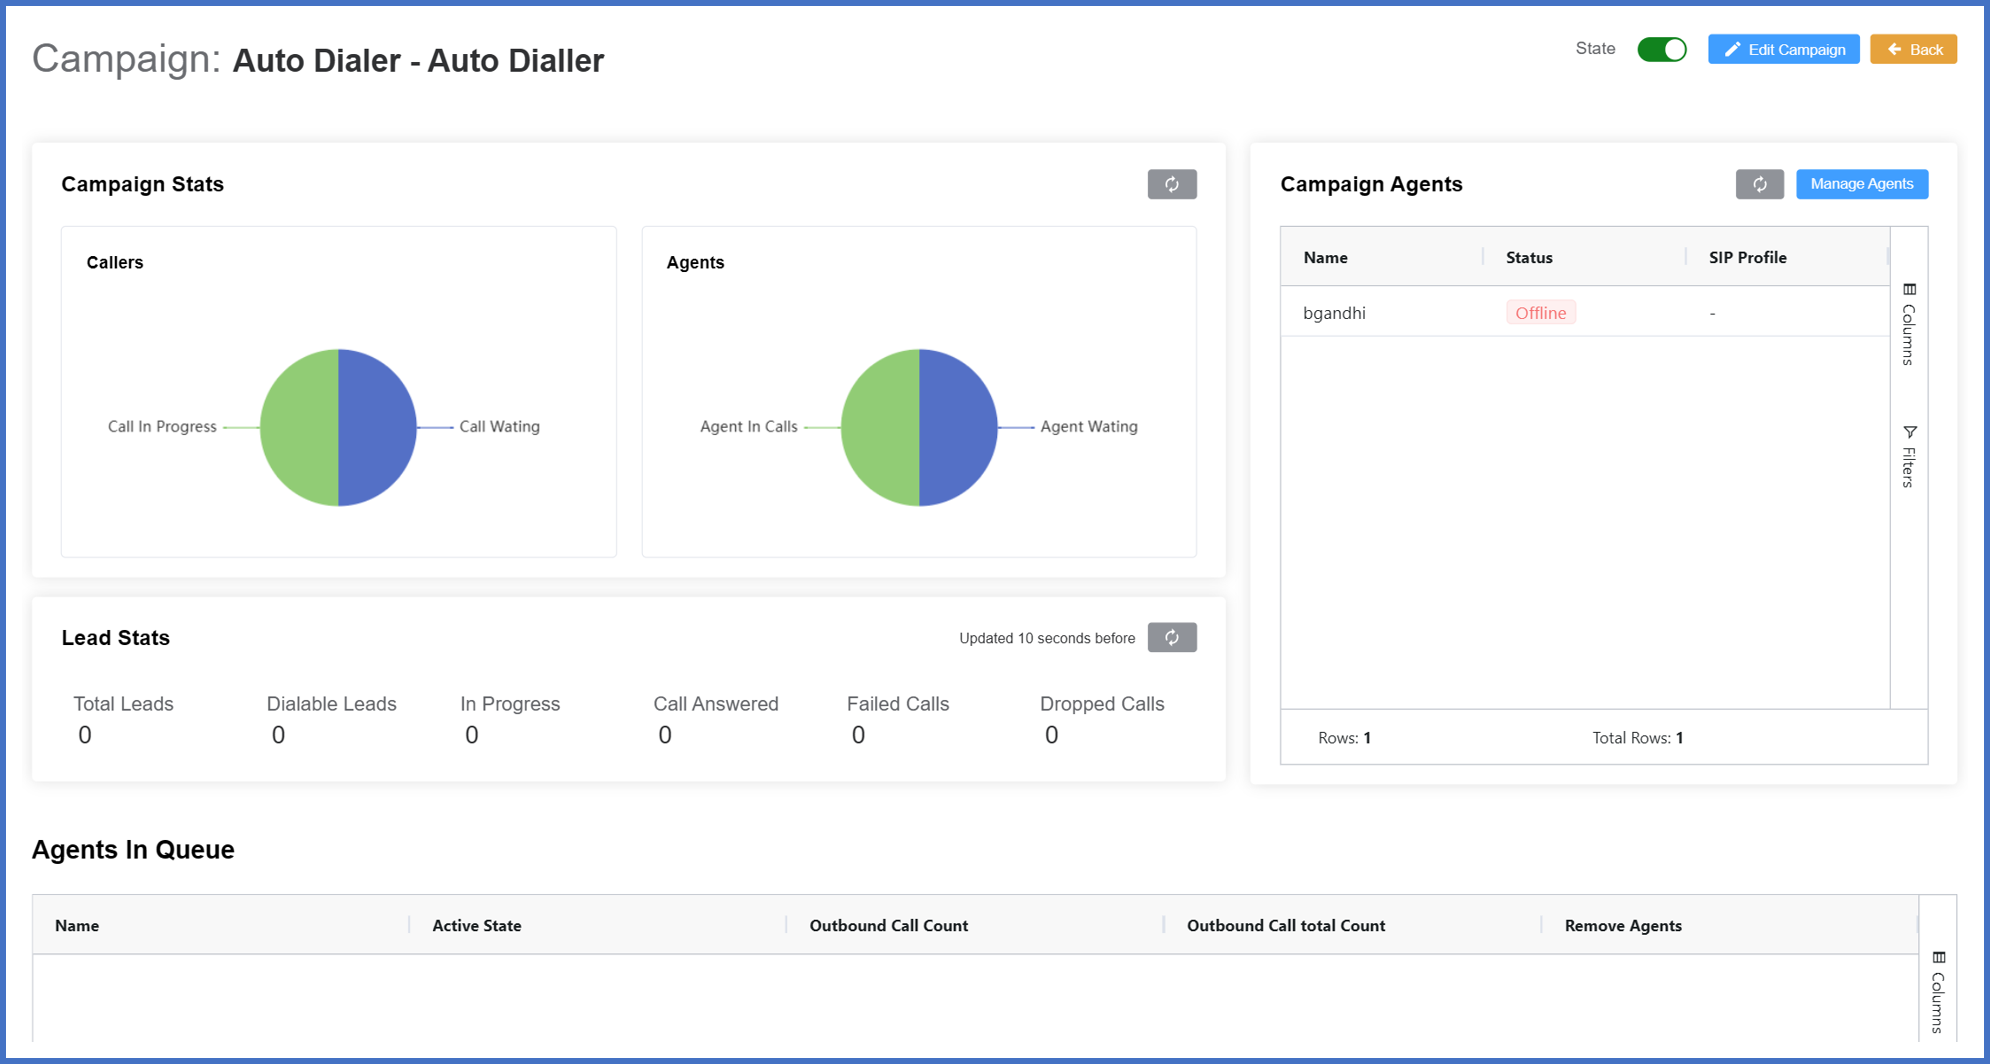 Campaign: Auto Dialer - Auto Dialler
State
Edit Campaign
Back
Campaign Stats
Callers
Call In Progress
Call Wating
Agents
Agent In Calls
Agent Wating
Campaign Agents
Manage Agents
Name Status SIP Profile
bgandhi Offline -
Columns
Filters
Rows: 1 Total Rows: 1
Lead Stats
Updated 10 seconds before
Total Leads Dialable Leads In Progress Call Answered Failed Calls Dropped Calls
0 0 0 0 0 0
Agents In Queue
Name Active State Outbound Call Count Outbound Call total Count Remove Agents
Columns